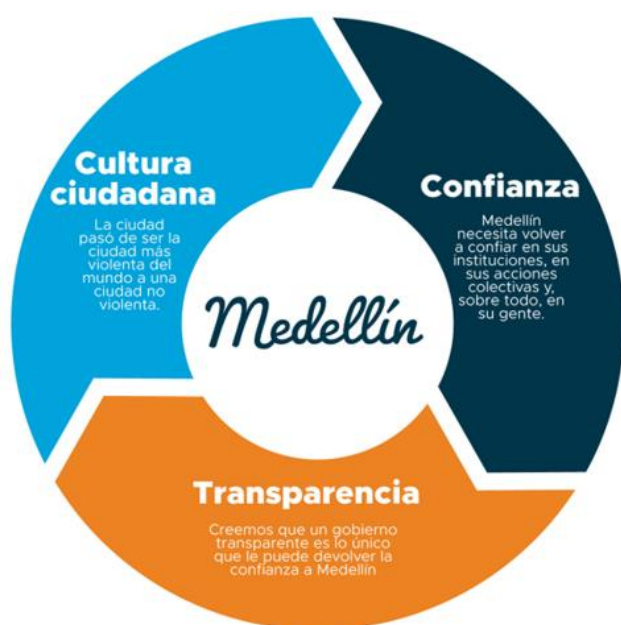 Cultura
ciudadana
La ciudad
pasó de ser la
ciudad más
violenta del
mundo a una
ciudad no
violenta.
Confianza
Medellín
necesita volver
a confiar en sus
instituciones, en
sus acciones
colectivas y,
sobre todo, en
su gente.
Medellín
Transparencia
Creemos que un gobierno
transparente es lo único
que le puede devolver la
confianza a Medellín